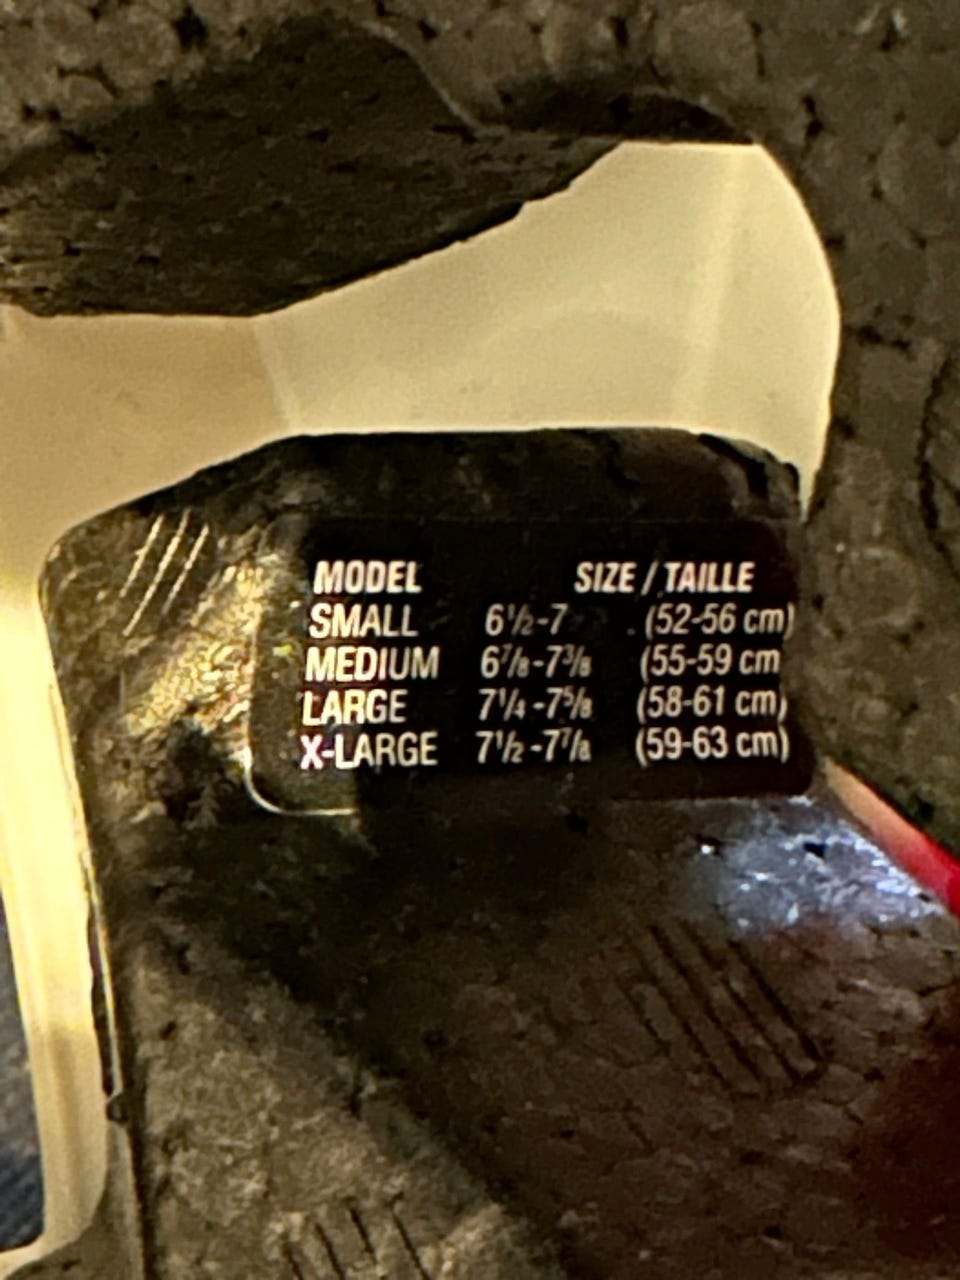 MODEL SIZE / TAILLE
SMALL 6½-7 (52-56 cm)
MEDIUM 6⅞-7⅜ (55-59 cm
LARGE 7¼-7⅝ (58-61 cm)
X-LARGE 7½-7⅞ (59-63 cm)